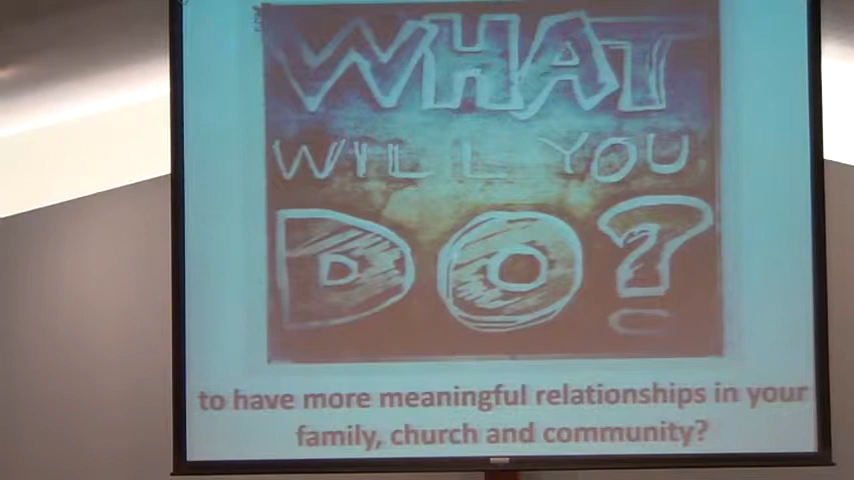 WHAT
WILL YOU
DO?
to have more meaningful relationships in your
family, church and community?